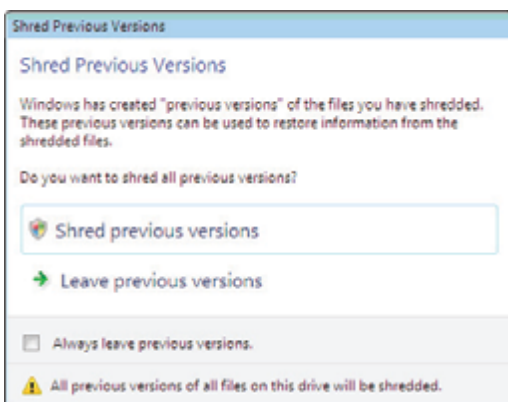 Shred Previous Versions
Shred Previous Versions
Windows has created "previous versions" of the files you have shredded.
These previous versions can be used to restore information from the
shredded files.
Do you want to shred all previous versions?
Shred previous versions
Leave previous versions
Always leave previous versions.
All previous versions of all files on this drive will be shredded.